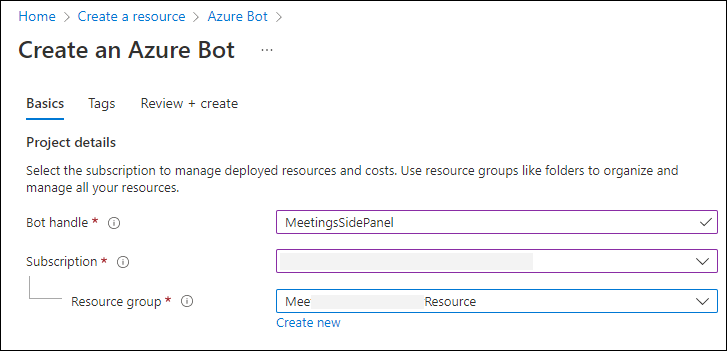 Home > Create a resource > Azure Bot >
Create an Azure Bot ...
Basics Tags Review + create
Project details
Select the subscription to manage deployed resources and costs. Use resource groups like folders to organize and
manage all your resources.
Bot handle * MeetingsSidePanel
Subscription *
Resource group * Mee Resource
Create new